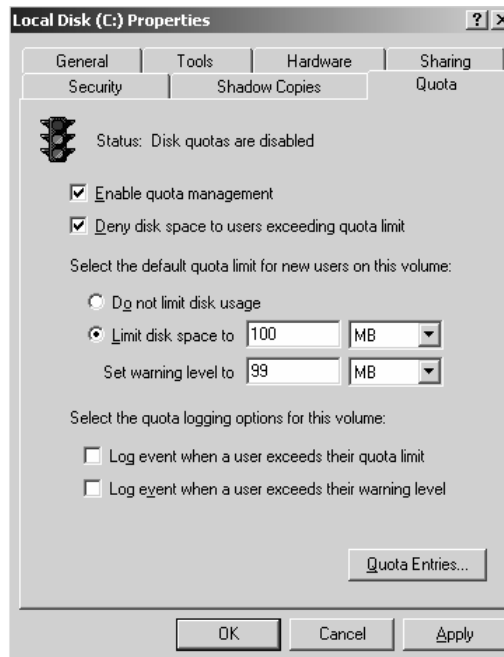 Local Disk (C:) Properties
General Tools Hardware Sharing
Security Shadow Copies Quota
Status: Disk quotas are disabled
Enable quota management
Deny disk space to users exceeding quota limit
Select the default quota limit for new users on this volume:
Do not limit disk usage
Limit disk space to 100 MB
Set warning level to 99 MB
Select the quota logging options for this volume:
Log event when a user exceeds their quota limit
Log event when a user exceeds their warning level
Quota Entries...
OK Cancel Apply